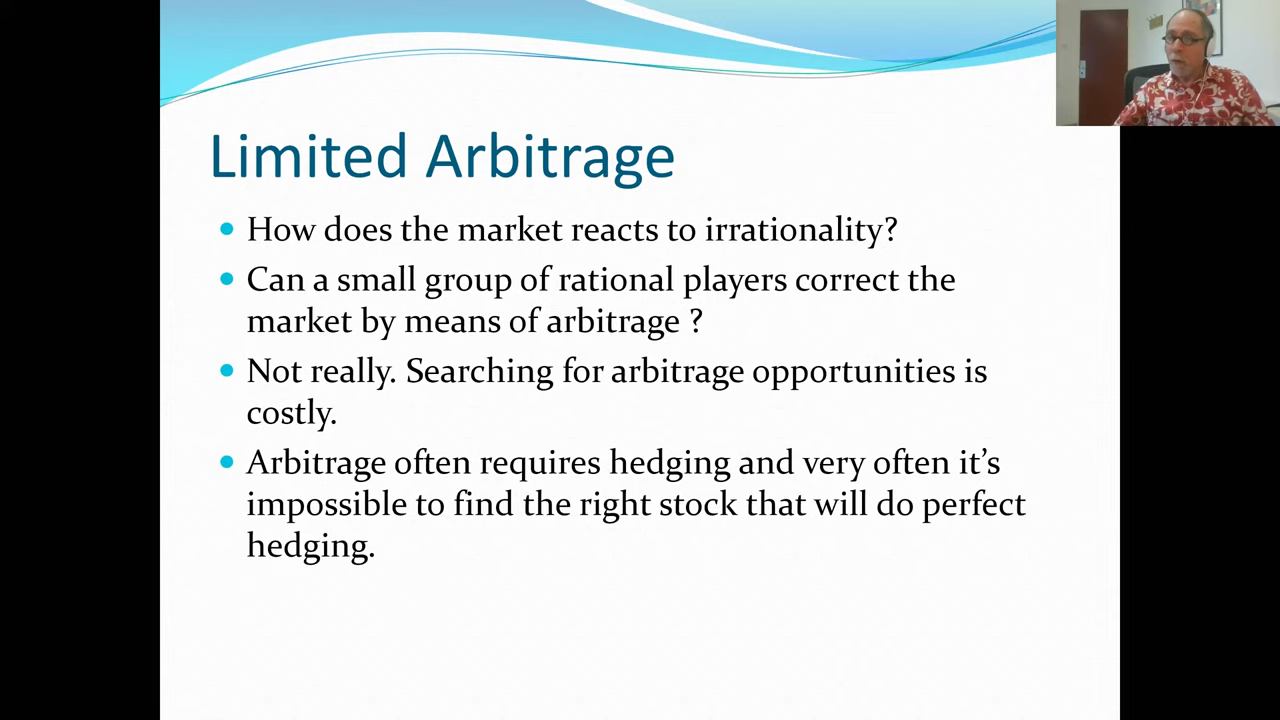 Limited Arbitrage
• How does the market reacts to irrationality?
• Can a small group of rational players correct the
market by means of arbitrage ?
• Not really. Searching for arbitrage opportunities is
costly.
• Arbitrage often requires hedging and very often it’s
impossible to find the right stock that will do perfect
hedging.